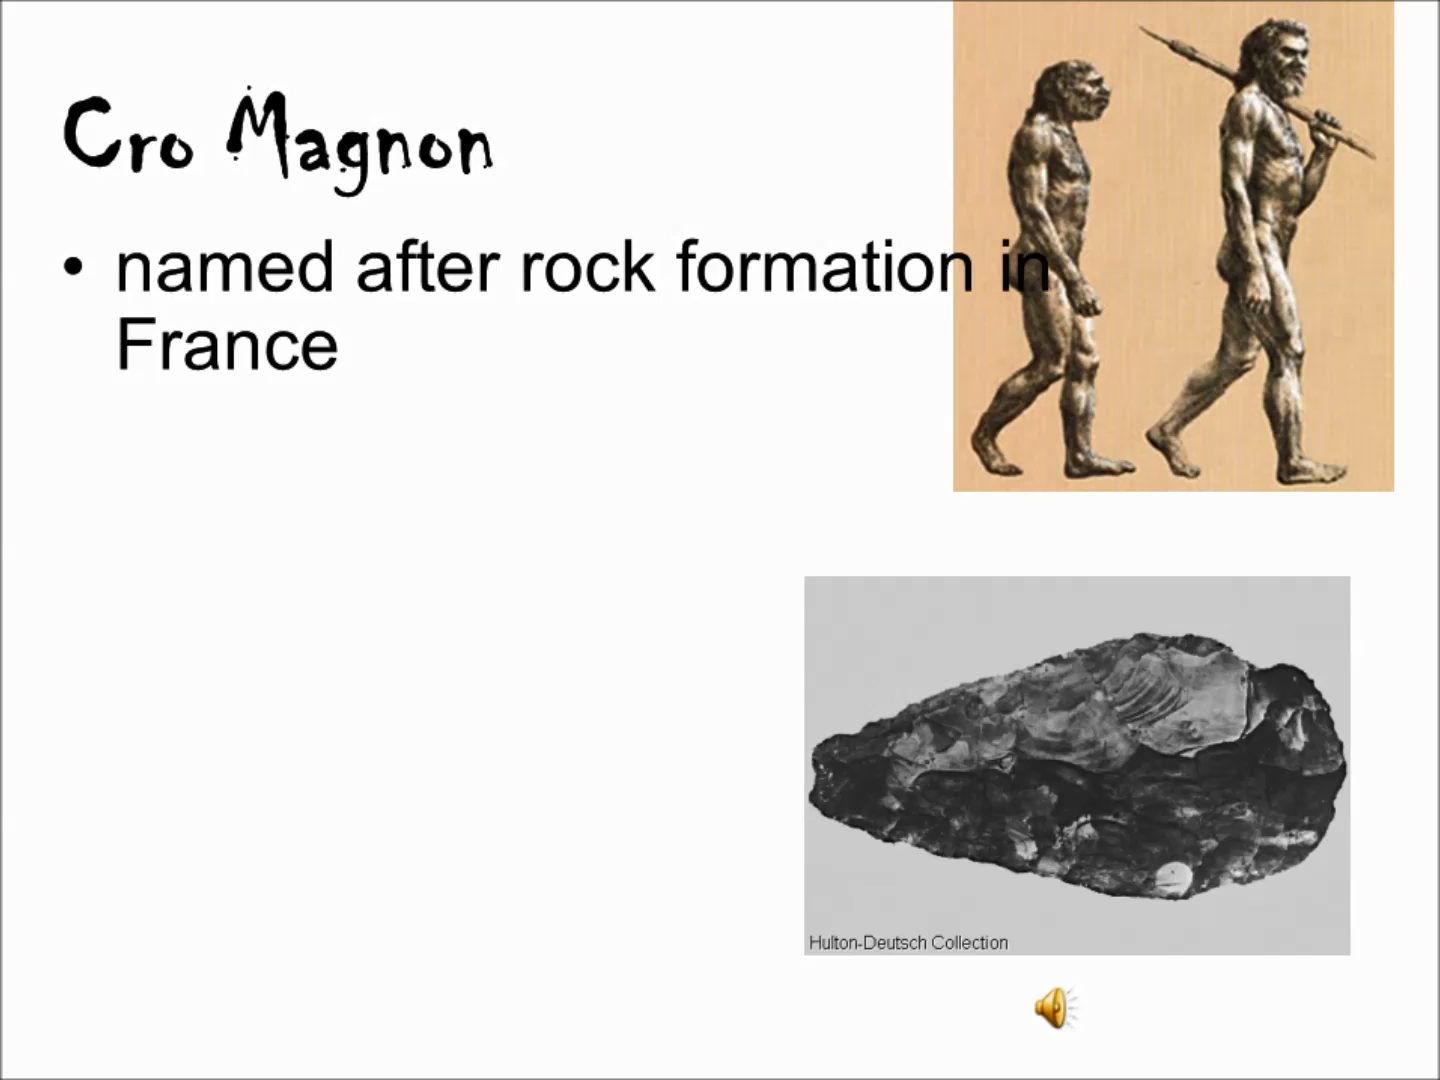 Cro Magnon
• named after rock formation in
France
Hulton-Deutsch Collection